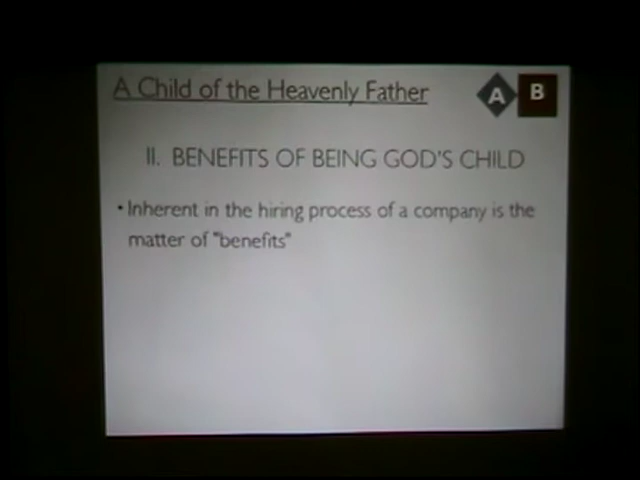 A Child of the Heavenly Father
A B
II. BENEFITS OF BEING GOD'S CHILD
• Inherent in the hiring process of a company is the
matter of "benefits"